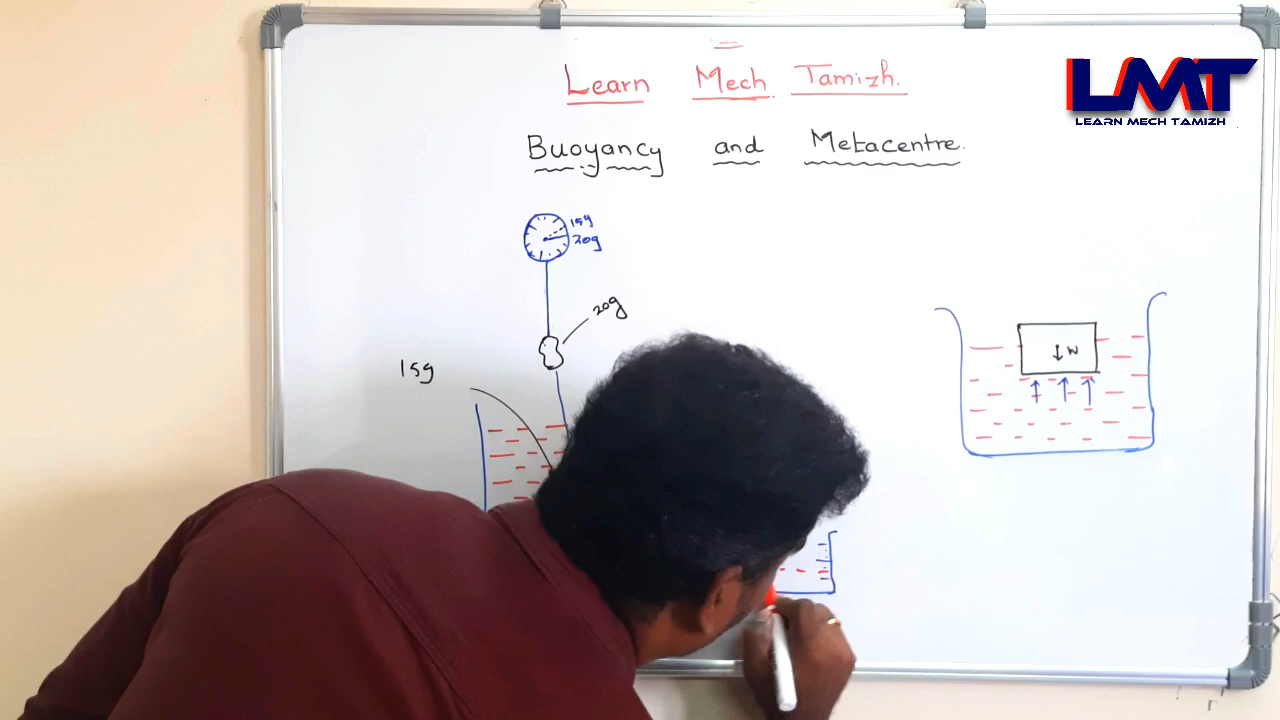 Learn Mech Tamizh.
LMT
LEARN MECH TAMIZH
Buoyancy and Metacentre.
15g
20g
20g
15g
W